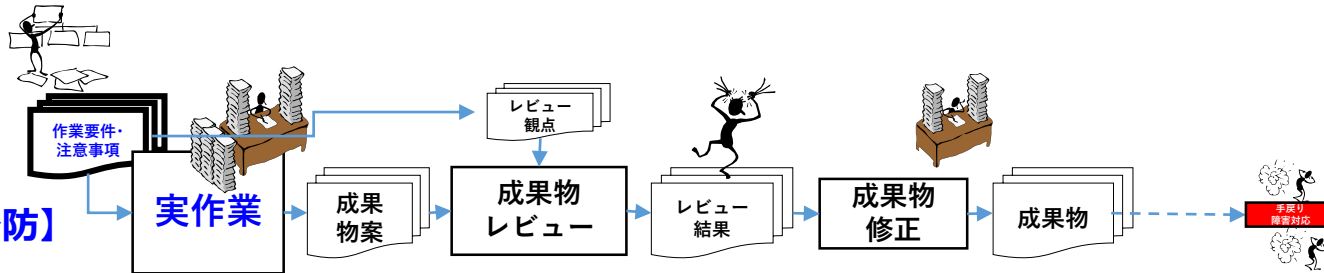 作業要件・
注意事項
防】
実作業
成果
物案
レビュー
観点
成果物
レビュー
レビュー
結果
成果物
修正
成果物
手戻り
障害対応